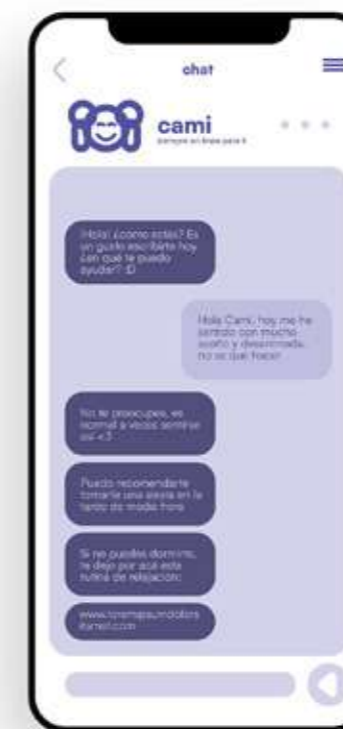 chat
cami
siempre en línea para ti
¡Hola! ¿como estás? Es
un gusto escribirte hoy
¿en qué te puedo
ayudar? :D
Hola Cami, hoy me he
sentido con mucho
sueño y desanimada,
no se qué hacer
No te preocupes, es
normal a veces sentirse
así <3
Puedo recomendarte
tomarte una siesta en la
tarde de media hora
Si no puedes dormirte,
te dejo por acá esta
rutina de relajación: